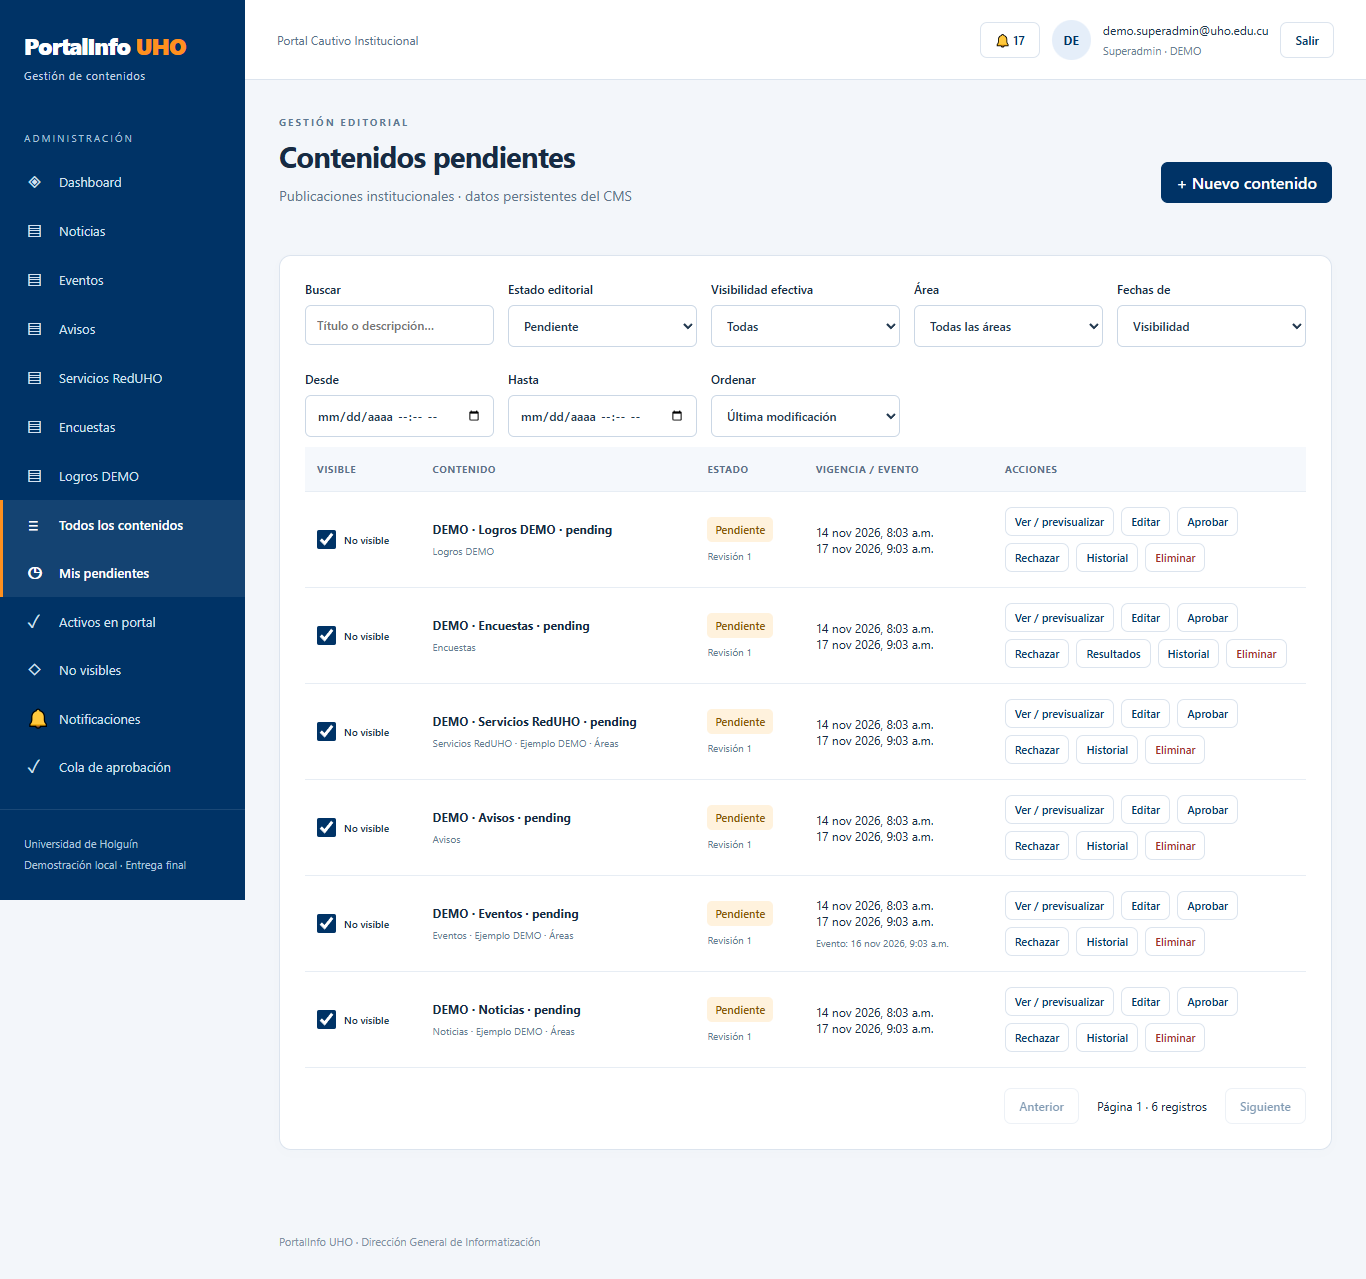 PortalInfo UHO
Gestión de contenidos
ADMINISTRACIÓN
Dashboard
Noticias
Eventos
Avisos
Servicios RedUHO
Encuestas
Logros DEMO
Todos los contenidos
Mis pendientes
Activos en portal
No visibles
Notificaciones
Cola de aprobación
Universidad de Holguín
Demostración local · Entrega final
Portal Cautivo Institucional
17
DE
demo.superadmin@uho.edu.cu
Superadmin · DEMO
Salir
GESTIÓN EDITORIAL
Contenidos pendientes
Publicaciones institucionales · datos persistentes del CMS
+ Nuevo contenido
Buscar
Título o descripción...
Estado editorial
Pendiente
Visibilidad efectiva
Todas
Área
Todas las áreas
Fechas de
Visibilidad
Desde
mm/dd/aaaa --:-- --
Hasta
mm/dd/aaaa --:-- --
Ordenar
Última modificación
VISIBLE CONTENIDO ESTADO VIGENCIA / EVENTO ACCIONES
No visible
DEMO · Logros DEMO · pending
Logros DEMO
Pendiente
Revisión 1
14 nov 2026, 8:03 a.m.
17 nov 2026, 9:03 a.m.
Ver / previsualizar Editar Aprobar
Rechazar Historial Eliminar
No visible
DEMO · Encuestas · pending
Encuestas
Pendiente
Revisión 1
14 nov 2026, 8:03 a.m.
17 nov 2026, 9:03 a.m.
Ver / previsualizar Editar Aprobar
Rechazar Resultados Historial Eliminar
No visible
DEMO · Servicios RedUHO · pending
Servicios RedUHO · Ejemplo DEMO · Áreas
Pendiente
Revisión 1
14 nov 2026, 8:03 a.m.
17 nov 2026, 9:03 a.m.
Ver / previsualizar Editar Aprobar
Rechazar Historial Eliminar
No visible
DEMO · Avisos · pending
Avisos
Pendiente
Revisión 1
14 nov 2026, 8:03 a.m.
17 nov 2026, 9:03 a.m.
Ver / previsualizar Editar Aprobar
Rechazar Historial Eliminar
No visible
DEMO · Eventos · pending
Eventos · Ejemplo DEMO · Áreas
Pendiente
Revisión 1
14 nov 2026, 8:03 a.m.
17 nov 2026, 9:03 a.m.
Evento: 16 nov 2026, 9:03 a.m.
Ver / previsualizar Editar Aprobar
Rechazar Historial Eliminar
No visible
DEMO · Noticias · pending
Noticias · Ejemplo DEMO · Áreas
Pendiente
Revisión 1
14 nov 2026, 8:03 a.m.
17 nov 2026, 9:03 a.m.
Ver / previsualizar Editar Aprobar
Rechazar Historial Eliminar
Anterior Página 1 · 6 registros Siguiente
PortalInfo UHO · Dirección General de Informatización